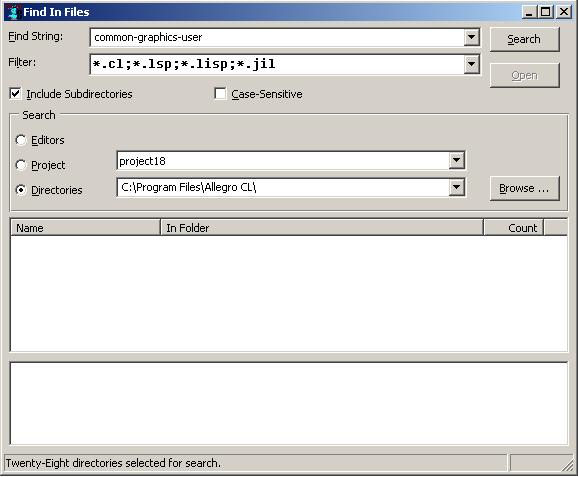 Find In Files
Find String: common-graphics-user Search
Filter: *.cl;*.lsp;*.lisp;*.jil Open
Include Subdirectories Case-Sensitive
Search
Editors
Project project18
Directories C:\Program Files\Allegro CL\ Browse ...
Name In Folder Count
Twenty-Eight directories selected for search.